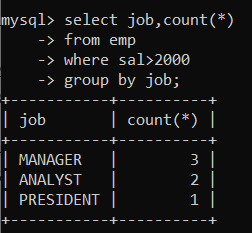 mysql> select job,count(*)
    -> from emp
    -> where sal>2000
    -> group by job;
+-----------+----------+
| job       | count(*) |
+-----------+----------+
| MANAGER   |        3 |
| ANALYST   |        2 |
| PRESIDENT |        1 |
+-----------+----------+